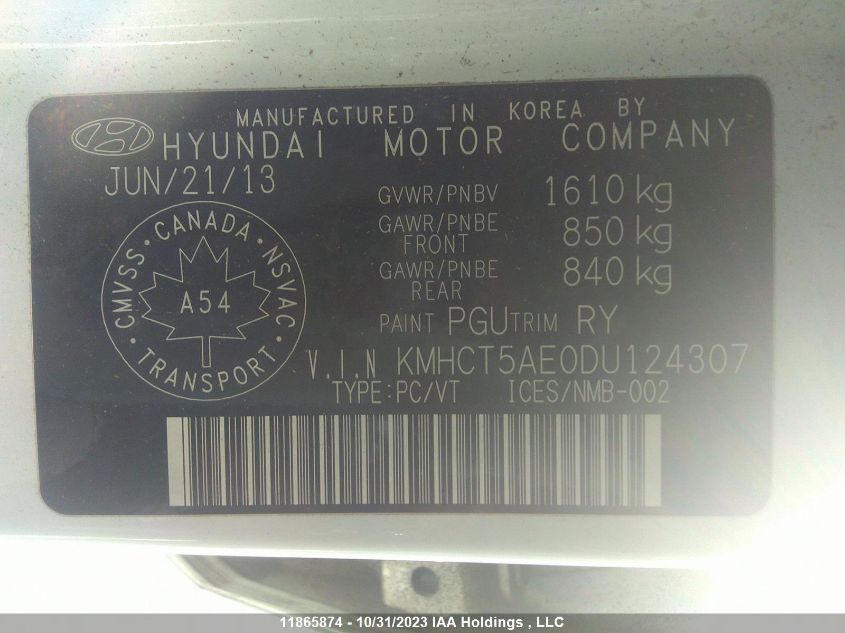 MANUFACTURED IN KOREA BY
HYUNDAI MOTOR COMPANY
JUN/21/13
GVWR/PNBV 1610 kg
GAWR/PNBE FRONT 850 kg
GAWR/PNBE REAR 840 kg
CMVSS · CANADA · NSVAC · TRANSPORT ·
A54
PAINT PGU TRIM RY
V.I.N KMHCT5AE0DU124307
TYPE:PC/VT ICES/NMB-002
11865874 - 10/31/2023 IAA Holdings , LLC